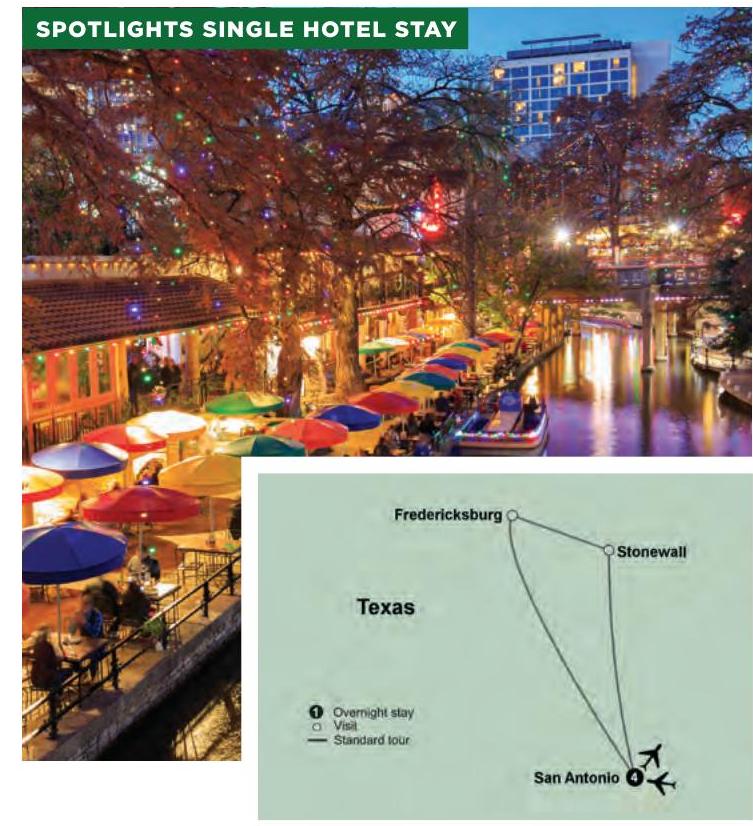 SPOTLIGHTS SINGLE HOTEL STAY
Fredericksburg
Stonewall
Texas
1 Overnight stay
Visit
Standard tour
San Antonio 4